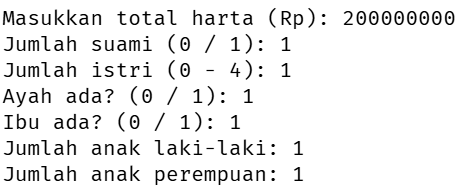 Masukkan total harta (Rp): 200000000
Jumlah suami (0 / 1): 1
Jumlah istri (0 - 4): 1
Ayah ada? (0 / 1): 1
Ibu ada? (0 / 1): 1
Jumlah anak laki-laki: 1
Jumlah anak perempuan: 1